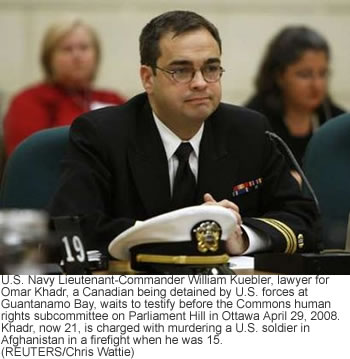 19
U.S. Navy Lieutenant-Commander William Kuebler, lawyer for
Omar Khadr, a Canadian being detained by U.S. forces at
Guantanamo Bay, waits to testify before the Commons human
rights subcommittee on Parliament Hill in Ottawa April 29, 2008.
Khadr, now 21, is charged with murdering a U.S. soldier in
Afghanistan in a firefight when he was 15.
(REUTERS/Chris Wattie)